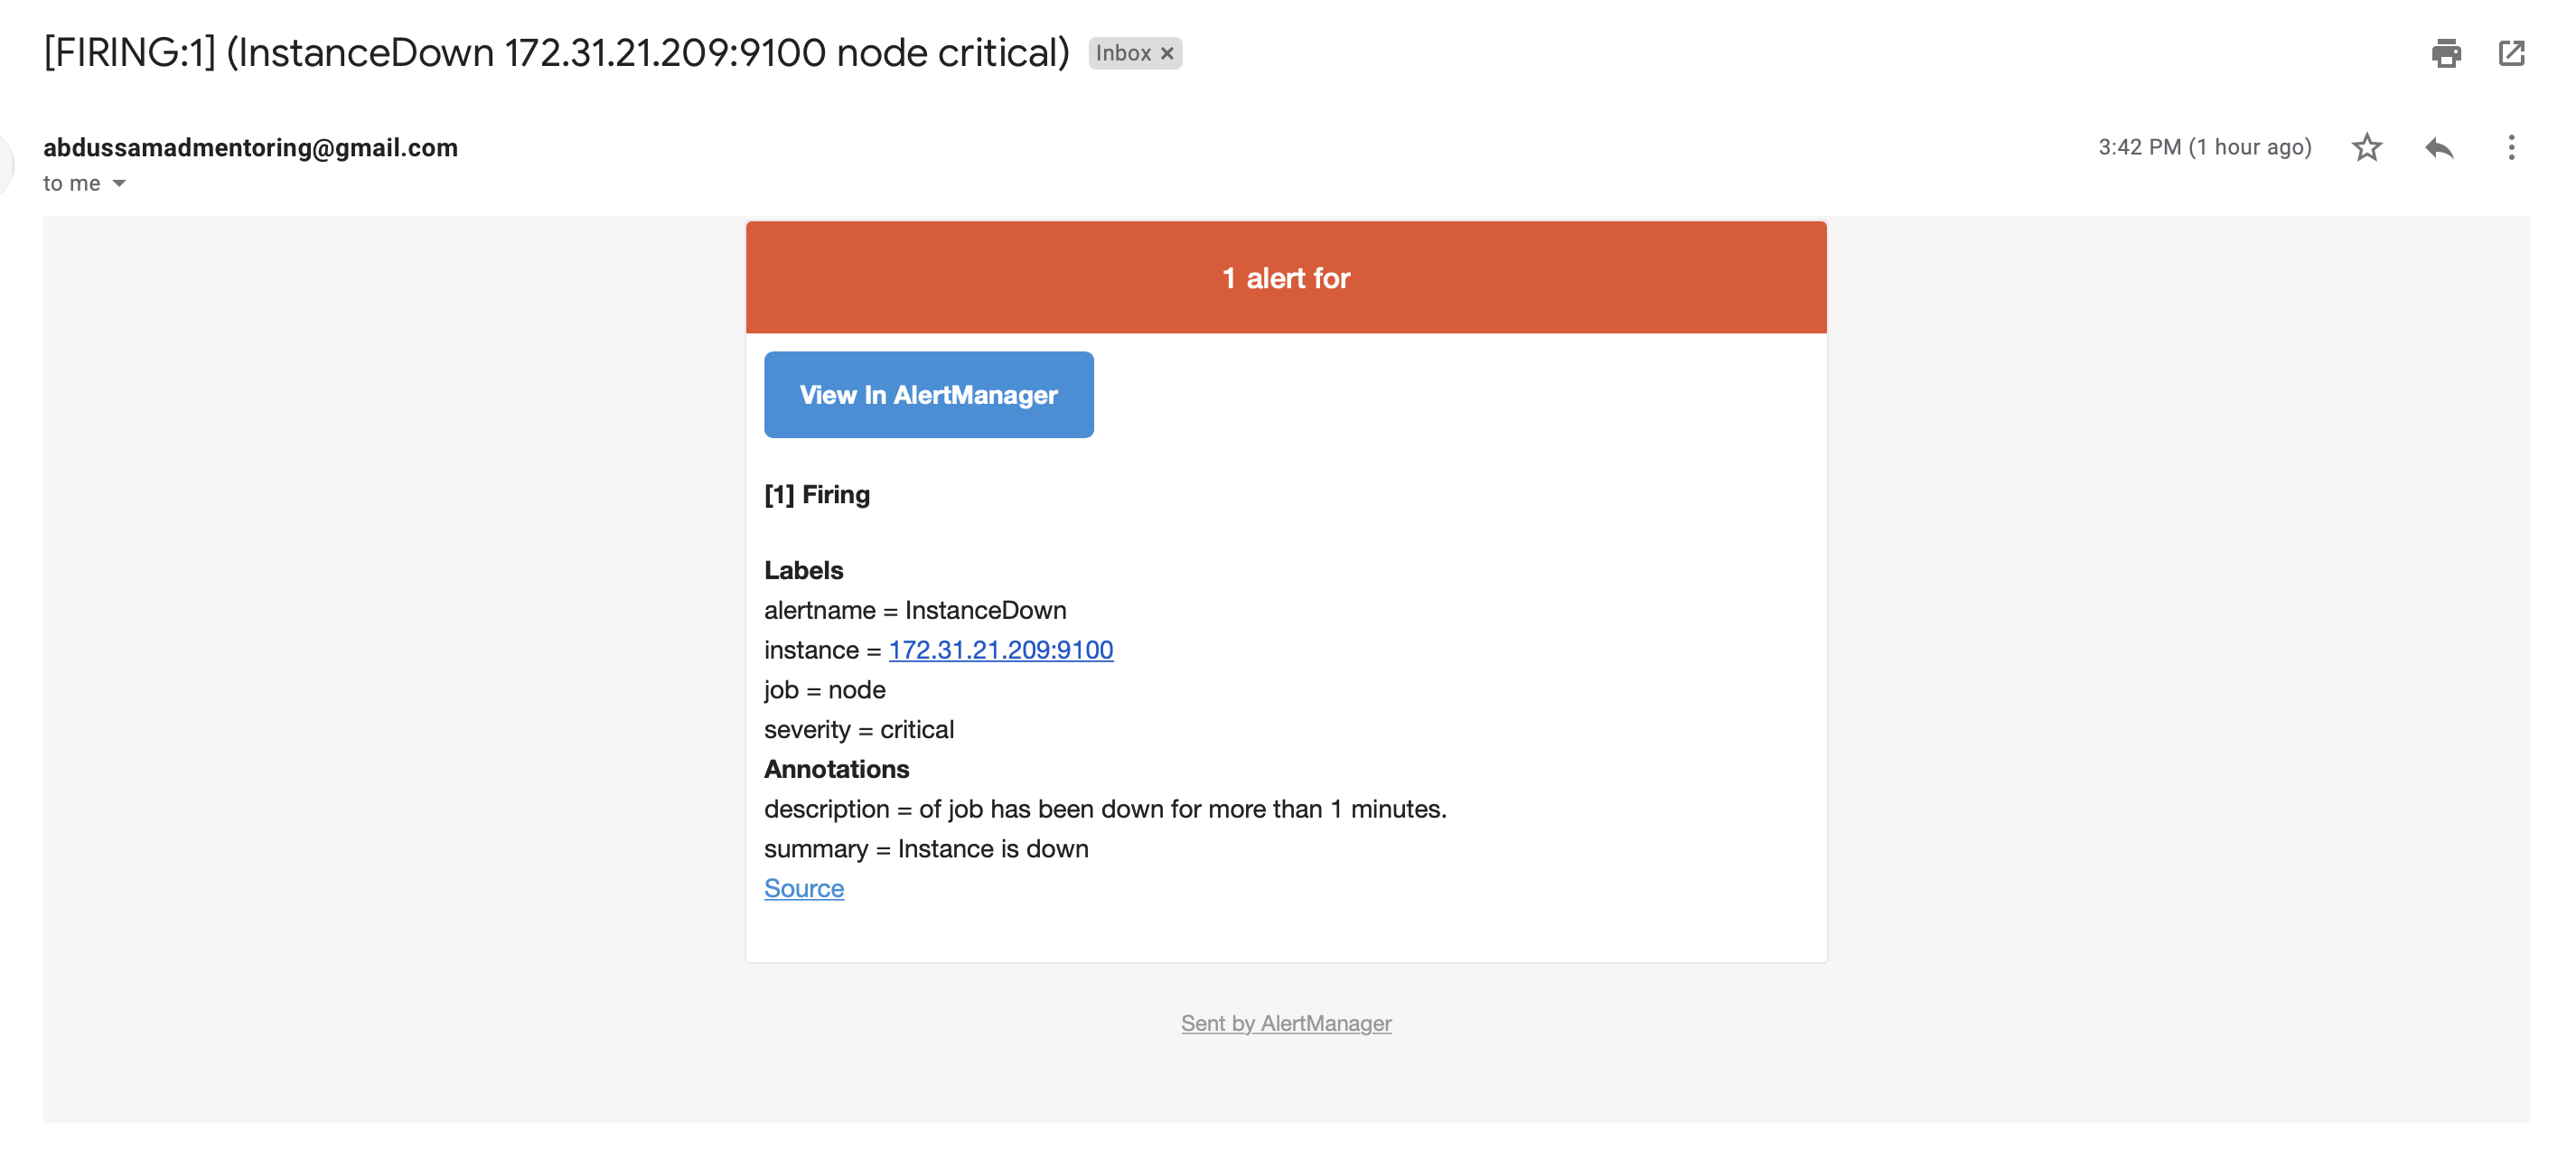 [FIRING:1] (InstanceDown 172.31.21.209:9100 node critical) Inbox ×
abdussamadmentoring@gmail.com 3:42 PM (1 hour ago)
to me
1 alert for
View In AlertManager
[1] Firing
Labels
alertname = InstanceDown
instance = 172.31.21.209:9100
job = node
severity = critical
Annotations
description = of job has been down for more than 1 minutes.
summary = Instance is down
Source
Sent by AlertManager